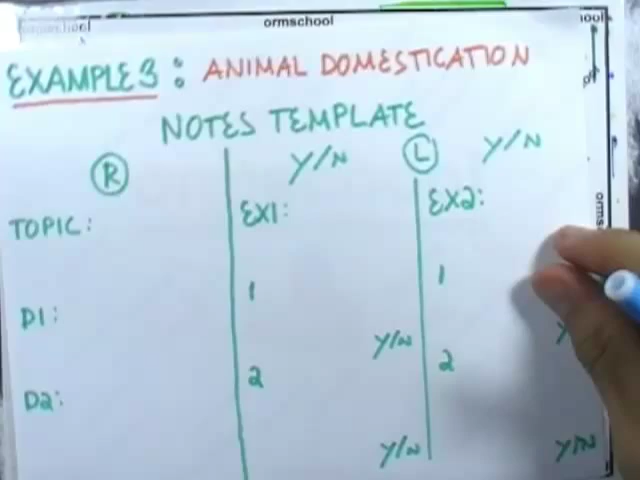 ormschool
EXAMPLE 3: ANIMAL DOMESTICATION
NOTES TEMPLATE
R Y/N L Y/N
TOPIC: EX1: EX2:
D1: 1 1
Y/N
D2: 2 2
Y/N Y/N